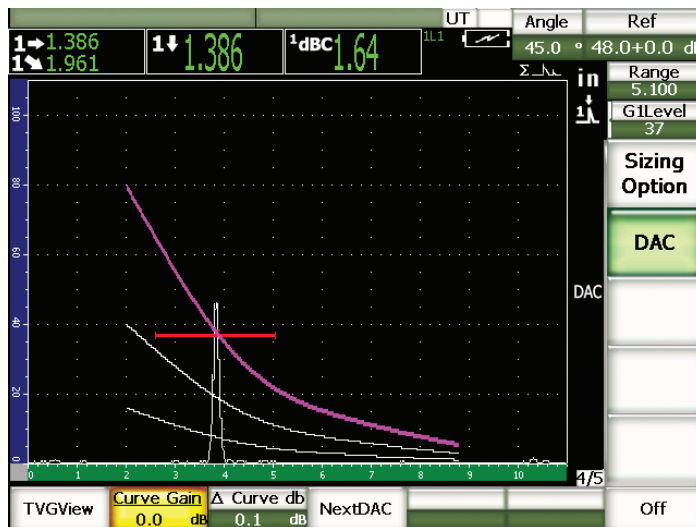 UT Angle Ref
45.0 ° 48.0+0.0 dB
1→1.386
1↘1.961
1↓1.386
1dBC1.64
1L1
in
Range
5.100
G1Level
37
Sizing
Option
DAC
DAC
100
80
60
40
20
0
0 1 2 3 4 5 6 7 8 9 10
4/5
TVGView Curve Gain Δ Curve db NextDAC Off
0.0 dB 0.1 dB